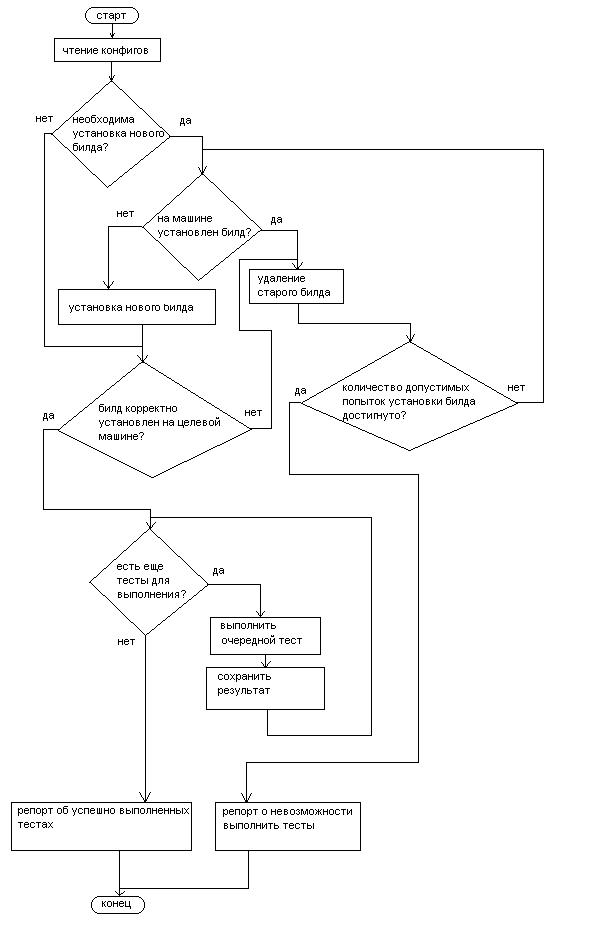 старт
чтение конфигов
нет
да
необходима
установка нового
билда?
нет
на машине
установлен билд?
да
удаление
старого билда
установка нового билда
да
билд корректно
установлен на целевой
машине?
нет
да
количество допустимых
попыток установки билда
достигнуто?
нет
есть еще
тесты для
выполнения?
да
нет
выполнить
очередной тест
сохранить
результат
репорт об успешно выполненных
тестах
репорт о невозможности
выполнить тесты
конец